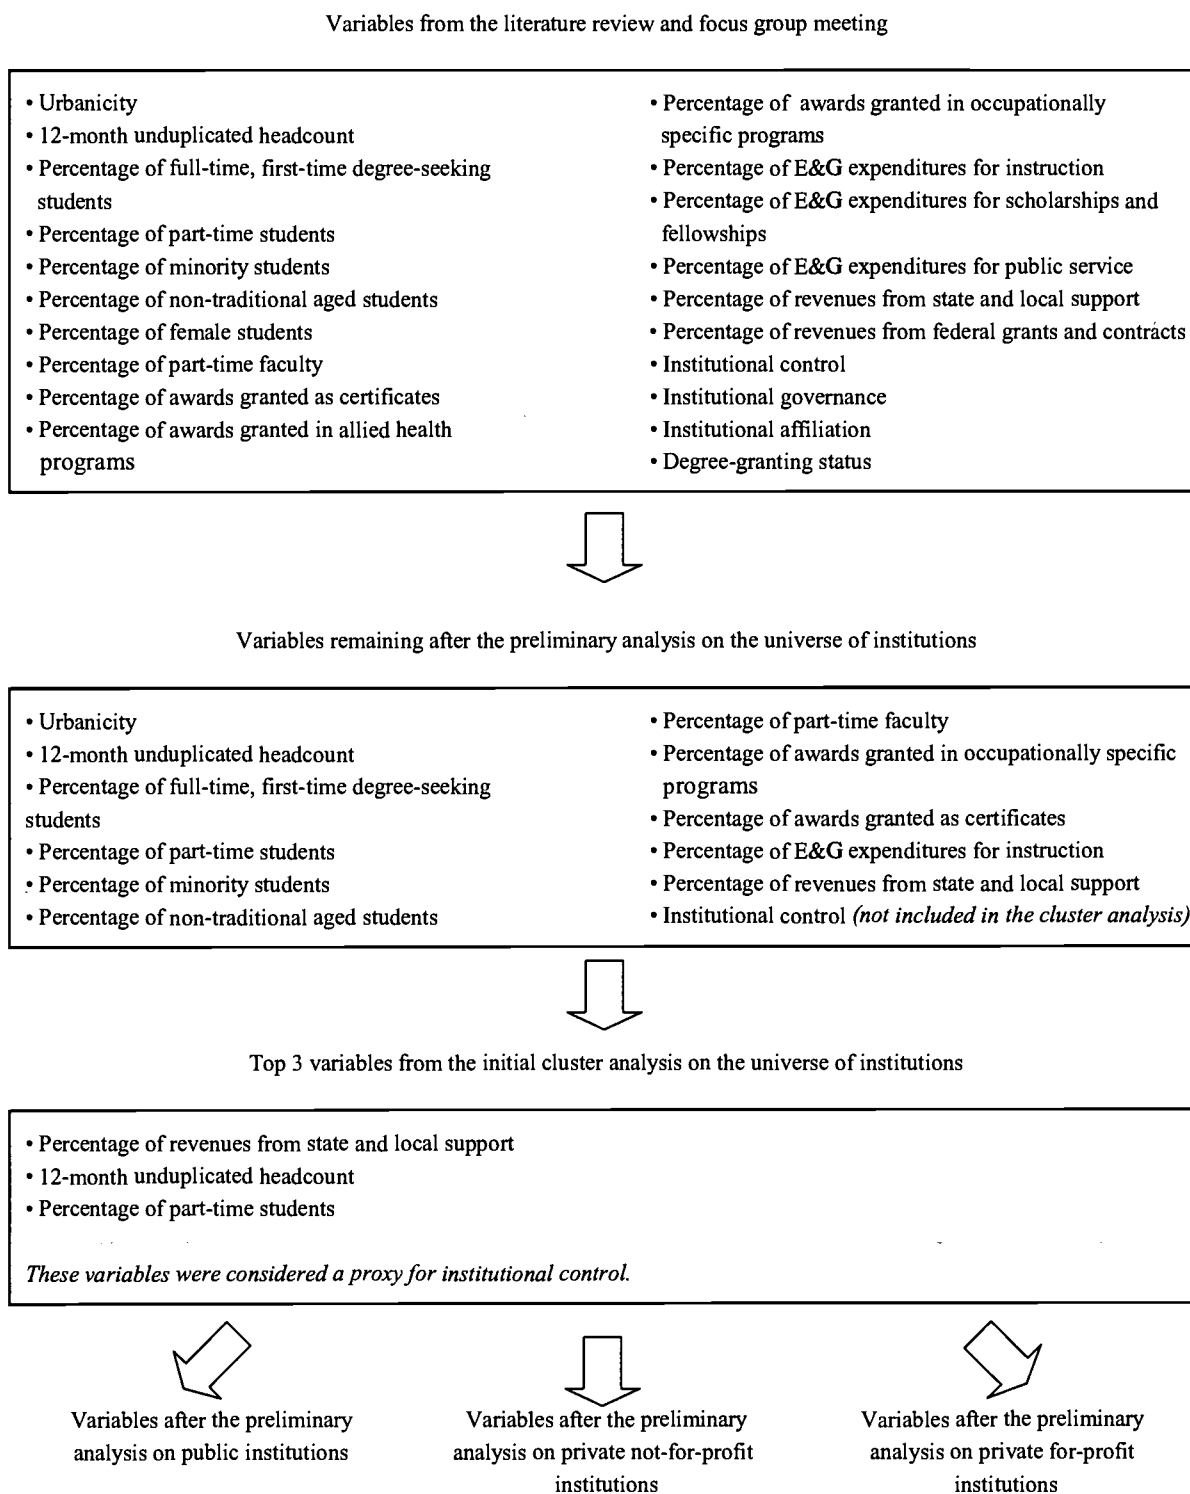 Variables from the literature review and focus group meeting
• Urbanicity
• 12-month unduplicated headcount
• Percentage of full-time, first-time degree-seeking
students
• Percentage of part-time students
• Percentage of minority students
• Percentage of non-traditional aged students
• Percentage of female students
• Percentage of part-time faculty
• Percentage of awards granted as certificates
• Percentage of awards granted in allied health
programs
• Percentage of awards granted in occupationally
specific programs
• Percentage of E&G expenditures for instruction
• Percentage of E&G expenditures for scholarships and
fellowships
• Percentage of E&G expenditures for public service
• Percentage of revenues from state and local support
• Percentage of revenues from federal grants and contracts
• Institutional control
• Institutional governance
• Institutional affiliation
• Degree-granting status
Variables remaining after the preliminary analysis on the universe of institutions
• Urbanicity
• 12-month unduplicated headcount
• Percentage of full-time, first-time degree-seeking
students
• Percentage of part-time students
• Percentage of minority students
• Percentage of non-traditional aged students
• Percentage of part-time faculty
• Percentage of awards granted in occupationally specific
programs
• Percentage of awards granted as certificates
• Percentage of E&G expenditures for instruction
• Percentage of revenues from state and local support
• Institutional control (not included in the cluster analysis)
Top 3 variables from the initial cluster analysis on the universe of institutions
• Percentage of revenues from state and local support
• 12-month unduplicated headcount
• Percentage of part-time students
These variables were considered a proxy for institutional control.
Variables after the preliminary
analysis on public institutions
Variables after the preliminary
analysis on private not-for-profit
institutions
Variables after the preliminary
analysis on private for-profit
institutions